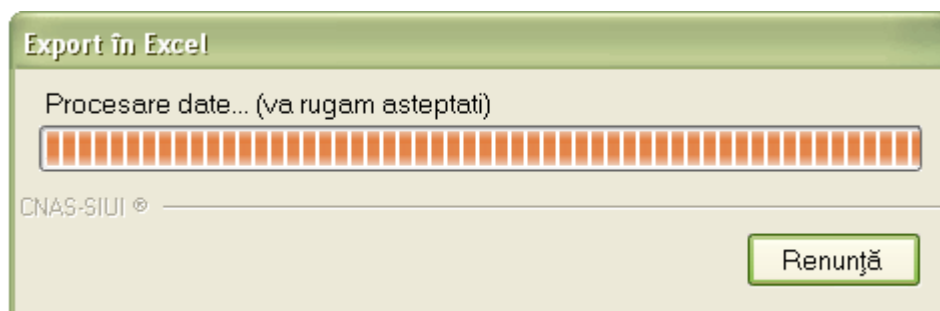 Export în Excel
Procesare date... (va rugam asteptati)
CNAS-SIUI ®
Renunţă